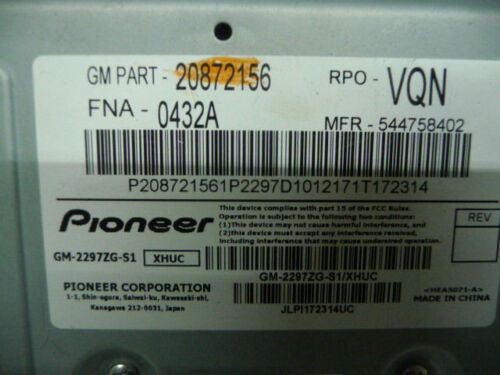 GM PART - 20872156 RPO - VQN
FNA - 0432A MFR - 544758402
P208721561P2297D1012171T172314
Pioneer
This device complies with part 15 of the FCC Rules.
Operation is subject to the following two conditions:
(1)This device may not cause harmful interference, and
(2)this device must accept any interference received,
including interference that may cause undesired operation.
REV
GM-2297ZG-S1 XHUC
GM-2297ZG-S1/XHUC
PIONEER CORPORATION
1-1, Shin-ogura, Saiwai-ku, Kawasaki-shi,
Kanagawa 212-0031, Japan
JLPI172314UC
<HEA5071-A>
MADE IN CHINA